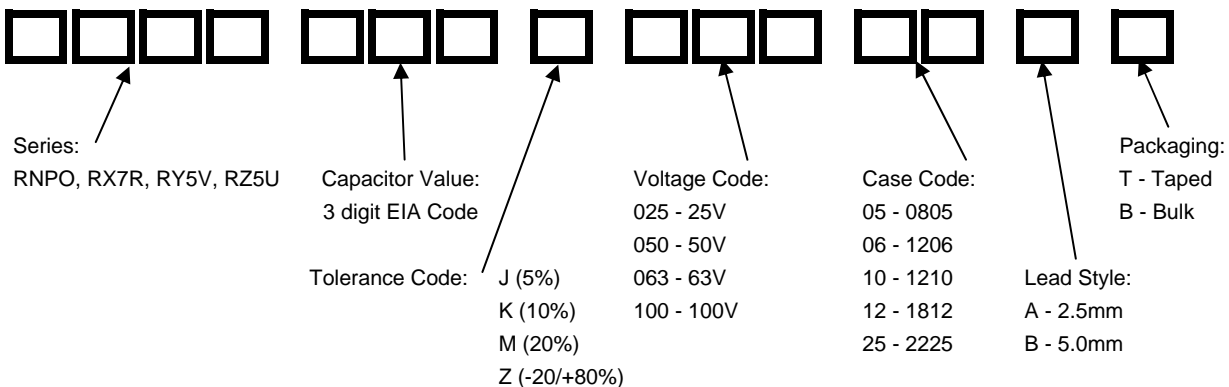 Series:
RNPO, RX7R, RY5V, RZ5U
Capacitor Value:
3 digit EIA Code
Tolerance Code:
J (5%)
K (10%)
M (20%)
Z (-20/+80%)
Voltage Code:
025 - 25V
050 - 50V
063 - 63V
100 - 100V
Case Code:
05 - 0805
06 - 1206
10 - 1210
12 - 1812
25 - 2225
Lead Style:
A - 2.5mm
B - 5.0mm
Packaging:
T - Taped
B - Bulk